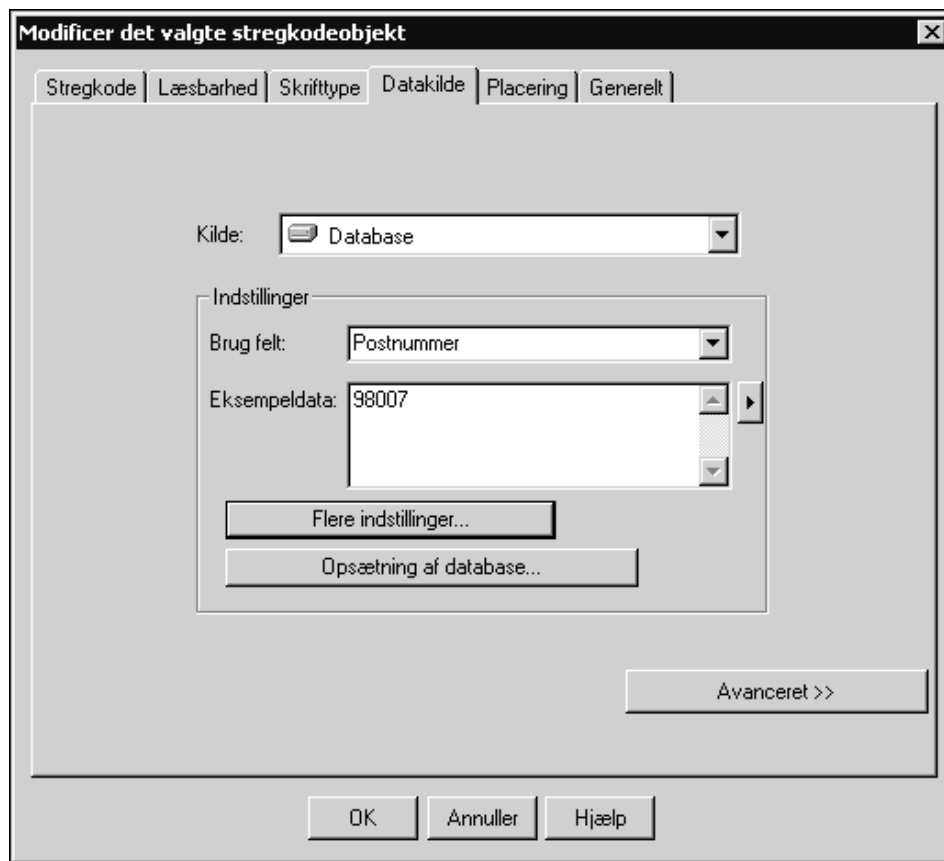 Modificer det valgte stregkodeobjekt
Stregkode Læsbarhed Skrifttype Datakilde Placering Generelt
Kilde: Database
Indstillinger
Brug felt: Postnummer
Eksempeldata: 98007
Flere indstillinger...
Opsætning af database...
Avanceret >>
OK Annuller Hjælp